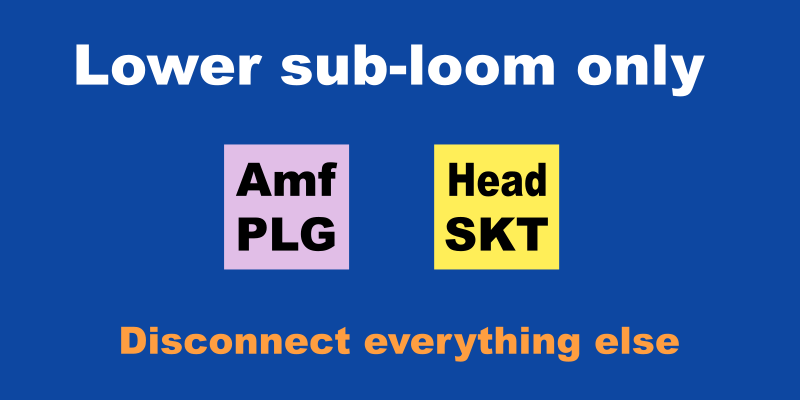 Lower sub-loom only
Amf
PLG
Head
SKT
Disconnect everything else